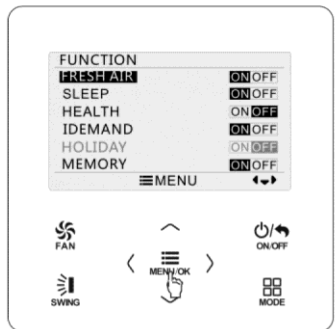 FUNCTION
FRESH AIR ON OFF
SLEEP ON OFF
HEALTH ON OFF
IDEMAND ON OFF
HOLIDAY ON OFF
MEMORY ON OFF
MENU
FAN
MENU/OK
ON/OFF
SWING
MODE